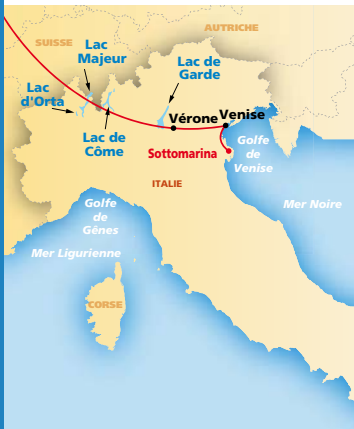 AUTRICHE
SUISSE
Lac
Majeur
Lac de
Garde
Lac
d'Orta
Vérone
Venise
Lac de
Côme
Golfe
de
Venise
Sottomarina
ITALIE
Golfe
de
Gênes
Mer Noire
Mer Ligurienne
CORSE